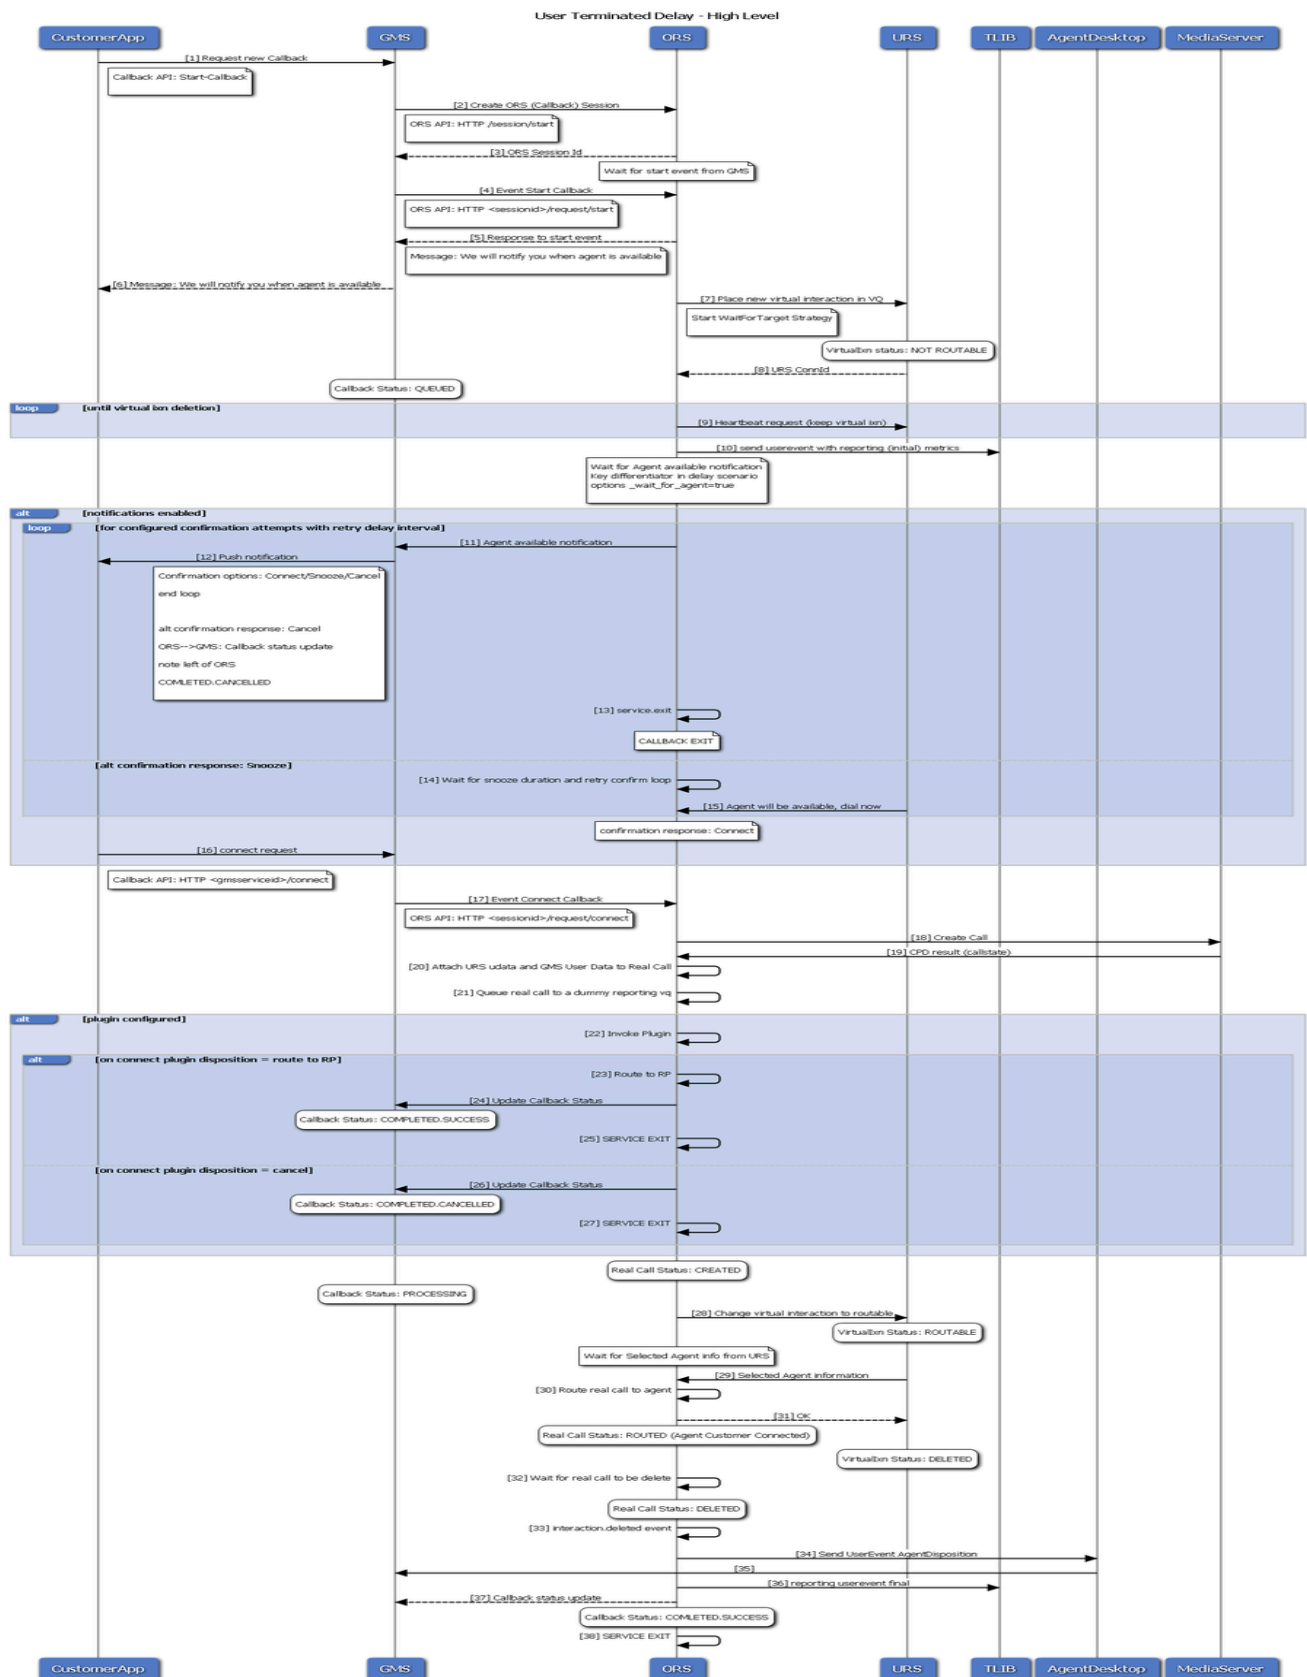 User Terminated Delay - High Level
CustomerApp GMS ORS URS TLIB AgentDesktop MediaServer
[1] Request new Callback
Callback API: Start-Callback
[2] Create ORS (Callback) Session
ORS API: HTTP /session/start
[3] ORS Session Id
Wait for start event from GMS
[4] Event Start Callback
ORS API: HTTP <sessionid>/request/start
[5] Response to start event
Message: We will notify you when agent is available
[6] Message: We will notify you when agent is available
[7] Place new virtual interaction in VQ
Start WaitForTarget Strategy
VirtualIxn status: NOT ROUTABLE
[8] URS ConnId
Callback Status: QUEUED
loop [until virtual ixn deletion]
[9] Heartbeat request (keep virtual ixn)
[10] send userevent with reporting (initial) metrics
Wait for Agent available notification
Key differentiator in delay scenario
options _wait_for_agent=true
alt [notifications enabled]
loop [for configured confirmation attempts with retry delay interval]
[11] Agent available notification
[12] Push notification
Confirmation options: Connect/Snooze/Cancel
end loop
alt confirmation response: Cancel
ORS-->GMS: Callback status update
note left of ORS
COMLETED.CANCELLED
[13] service.exit
CALLBACK EXIT
[alt confirmation response: Snooze]
[14] Wait for snooze duration and retry confirm loop
[15] Agent will be available, dial now
confirmation response: Connect
[16] connect request
Callback API: HTTP <gmsserviceid>/connect
[17] Event Connect Callback
ORS API: HTTP <sessionid>/request/connect
[18] Create Call
[19] CPD result (callstate)
[20] Attach URS udata and GMS User Data to Real Call
[21] Queue real call to a dummy reporting vq
alt [plugin configured]
[22] Invoke Plugin
alt [on connect plugin disposition = route to RP]
[23] Route to RP
[24] Update Callback Status
Callback Status: COMPLETED.SUCCESS
[25] SERVICE EXIT
[on connect plugin disposition = cancel]
[26] Update Callback Status
Callback Status: COMPLETED.CANCELLED
[27] SERVICE EXIT
Real Call Status: CREATED
Callback Status: PROCESSING
[28] Change virtual interaction to routable
VirtualIxn Status: ROUTABLE
Wait for Selected Agent info from URS
[29] Selected Agent information
[30] Route real call to agent
[31] OK
Real Call Status: ROUTED (Agent Customer Connected)
VirtualIxn Status: DELETED
[32] Wait for real call to be delete
Real Call Status: DELETED
[33] interaction.deleted event
[34] Send UserEvent AgentDisposition
[35]
[36] reporting userevent final
[37] Callback status update
Callback Status: COMLETED.SUCCESS
[38] SERVICE EXIT
CustomerApp GMS ORS URS TLIB AgentDesktop MediaServer